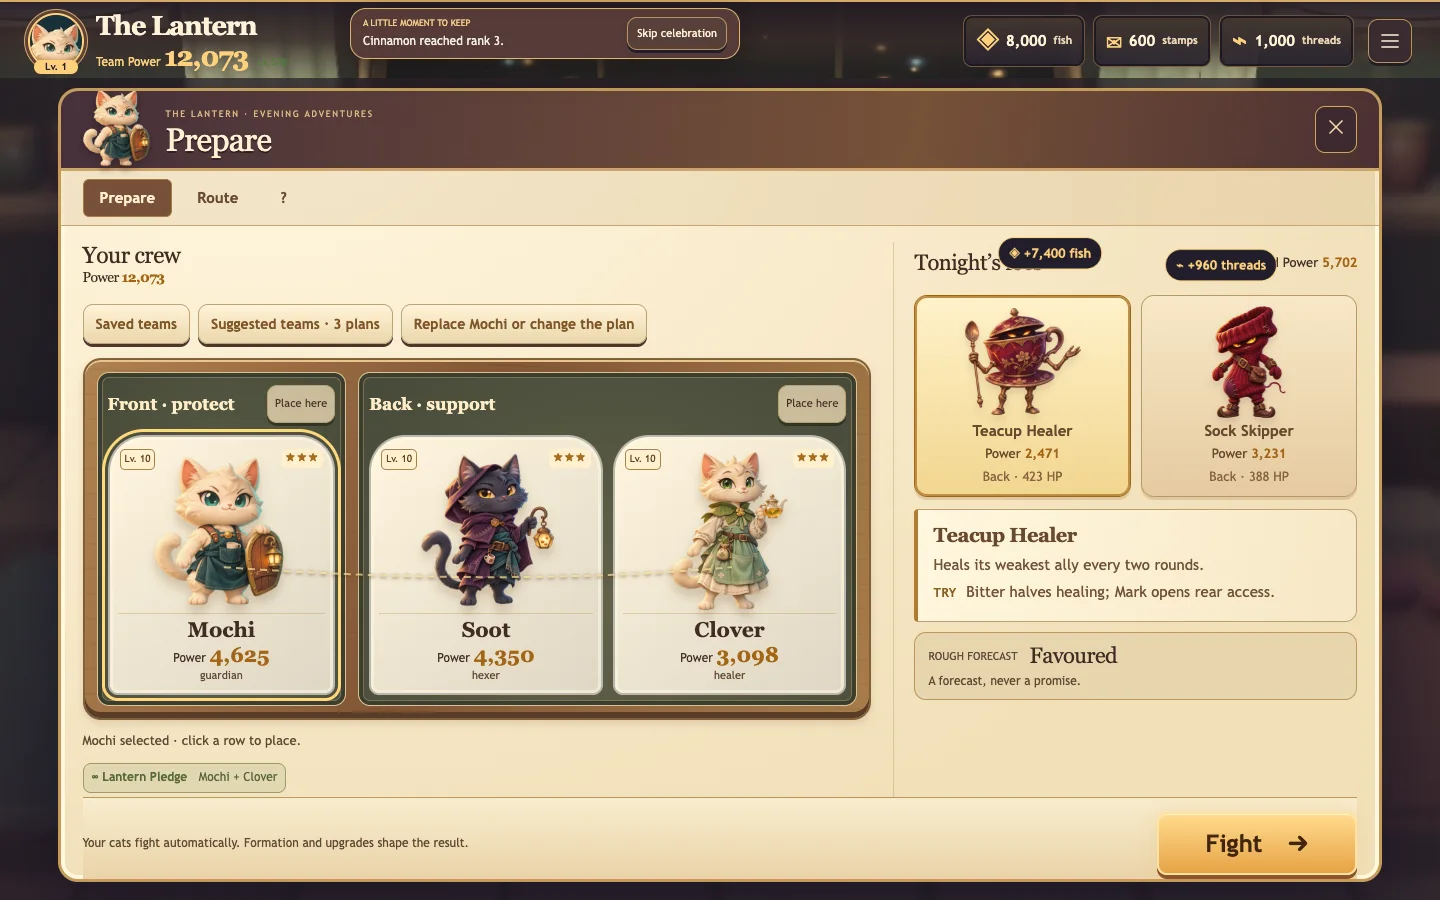 The Lantern
Team Power 12,073
Lv. 1
A LITTLE MOMENT TO KEEP
Cinnamon reached rank 3.
Skip celebration
8,000 fish
600 stamps
1,000 threads
THE LANTERN · EVENING ADVENTURES
Prepare
Prepare
Route
?
Your crew
Power 12,073
Saved teams
Suggested teams · 3 plans
Replace Mochi or change the plan
Front · protect
Place here
Back · support
Place here
Lv. 10
Mochi
Power 4,625
guardian
Lv. 10
Soot
Power 4,350
hexer
Lv. 10
Clover
Power 3,098
healer
Mochi selected · click a row to place.
∞ Lantern Pledge Mochi + Clover
Tonight's
+7,400 fish
+960 threads
Power 5,702
Teacup Healer
Power 2,471
Back · 423 HP
Sock Skipper
Power 3,231
Back · 388 HP
Teacup Healer
Heals its weakest ally every two rounds.
TRY Bitter halves healing; Mark opens rear access.
ROUGH FORECAST Favoured
A forecast, never a promise.
Your cats fight automatically. Formation and upgrades shape the result.
Fight →